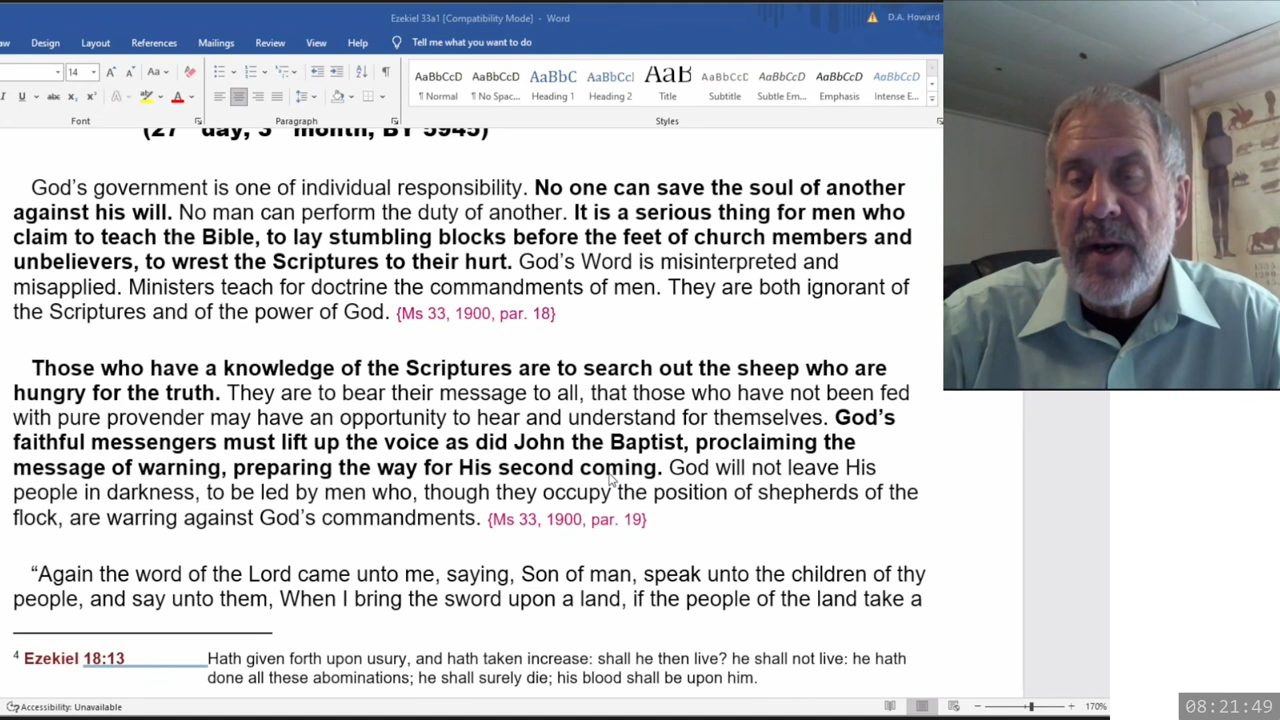 Ezekiel 33a1 [Compatibility Mode] - Word
D.A. Howard
aw Design Layout References Mailings Review View Help Tell me what you want to do
14 Aa
I U abc x₂ x² A
AaBbCcD AaBbCcD AaBbC AaBbCcI AaB AaBbCcD AaBbCcD AaBbCcD AaBbCcD
¶ Normal ¶ No Spac... Heading 1 Heading 2 Title Subtitle Subtle Em... Emphasis Intense E...
Font Paragraph Styles
(27 day, 3 month, BY 5945)
God’s government is one of individual responsibility. No one can save the soul of another
against his will. No man can perform the duty of another. It is a serious thing for men who
claim to teach the Bible, to lay stumbling blocks before the feet of church members and
unbelievers, to wrest the Scriptures to their hurt. God’s Word is misinterpreted and
misapplied. Ministers teach for doctrine the commandments of men. They are both ignorant of
the Scriptures and of the power of God. {Ms 33, 1900, par. 18}
Those who have a knowledge of the Scriptures are to search out the sheep who are
hungry for the truth. They are to bear their message to all, that those who have not been fed
with pure provender may have an opportunity to hear and understand for themselves. God’s
faithful messengers must lift up the voice as did John the Baptist, proclaiming the
message of warning, preparing the way for His second coming. God will not leave His
people in darkness, to be led by men who, though they occupy the position of shepherds of the
flock, are warring against God’s commandments. {Ms 33, 1900, par. 19}
“Again the word of the Lord came unto me, saying, Son of man, speak unto the children of thy
people, and say unto them, When I bring the sword upon a land, if the people of the land take a
4 Ezekiel 18:13 Hath given forth upon usury, and hath taken increase: shall he then live? he shall not live: he hath
done all these abominations; he shall surely die; his blood shall be upon him.
Accessibility: Unavailable
170%
08:21:49